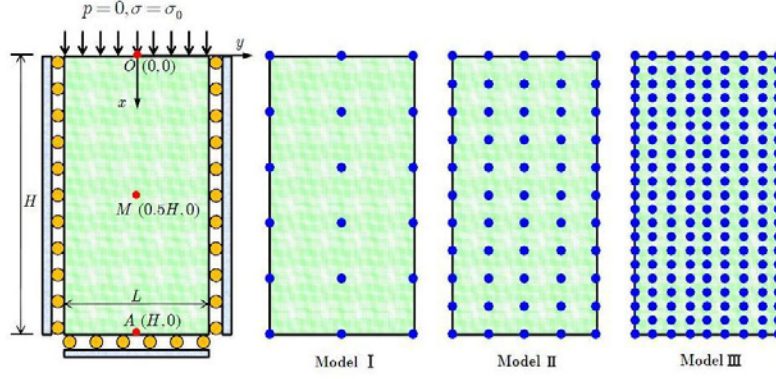 p = 0, σ = σ₀
y
O (0,0)
x
H
M (0.5H,0)
L
A (H,0)
Model Ⅰ
Model Ⅱ
Model Ⅲ